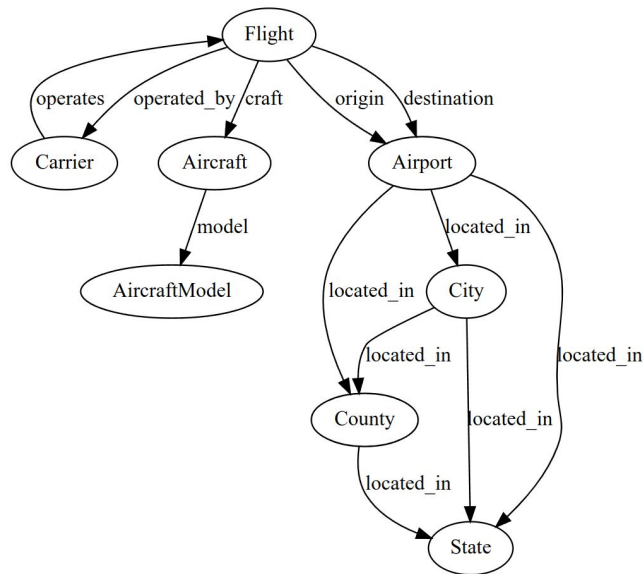 Flight
operates
operated_by
craft
origin
destination
Carrier
Aircraft
Airport
model
located_in
AircraftModel
located_in
City
located_in
located_in
County
located_in
located_in
State